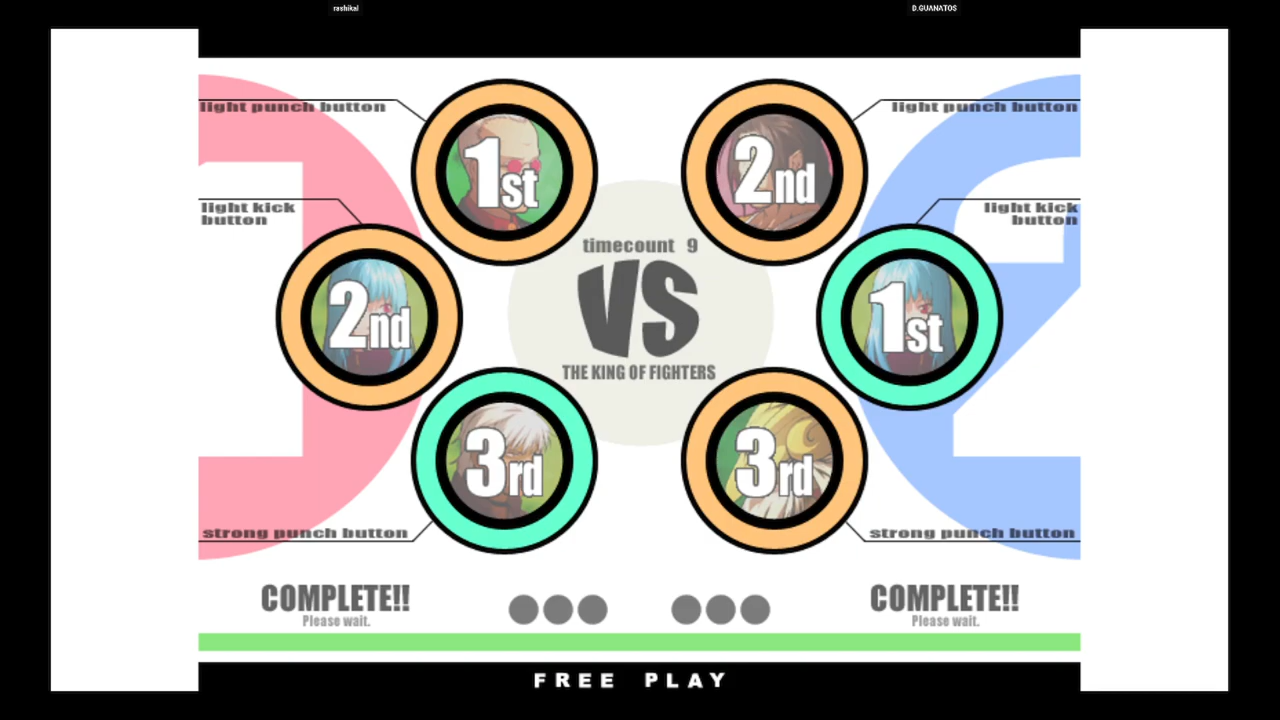 rashikal
D.GUANATOS
light punch button
light punch button
1st
2nd
light kick
button
light kick
button
timecount 9
2nd
VS
1st
THE KING OF FIGHTERS
3rd
3rd
strong punch button
strong punch button
COMPLETE!!
Please wait.
COMPLETE!!
Please wait.
FREE PLAY